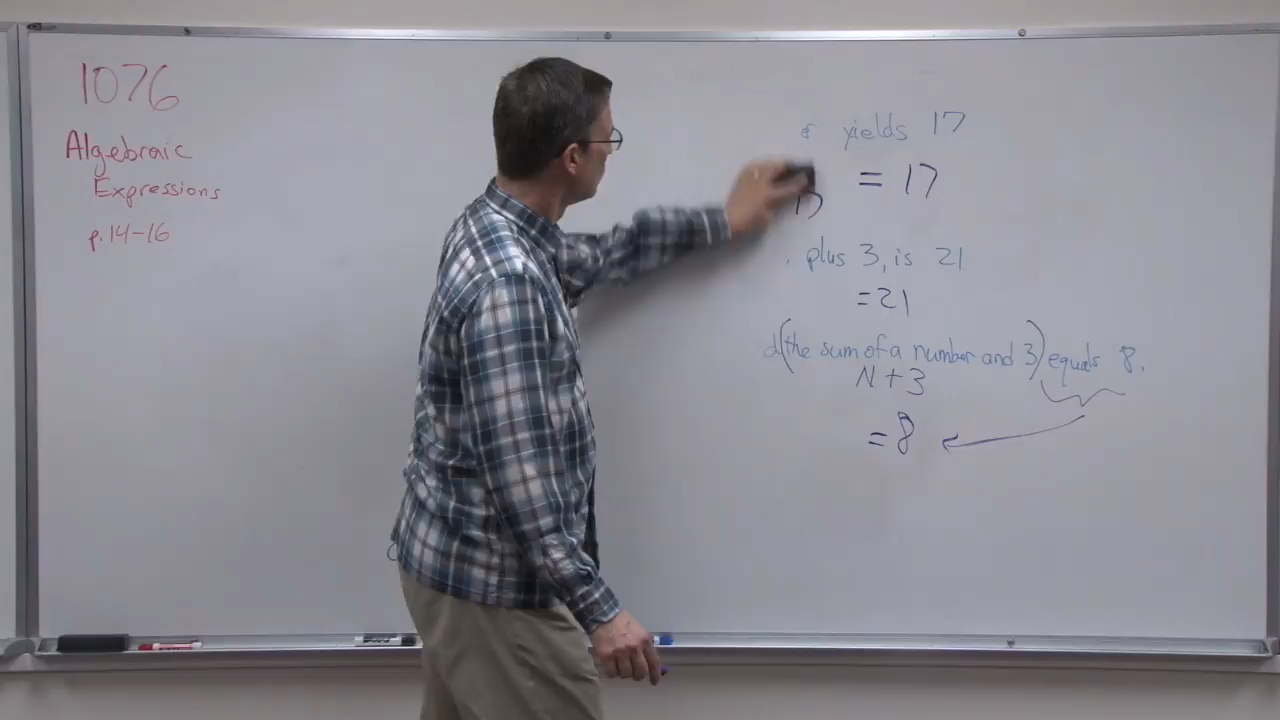 1076
Algebraic
Expressions
p. 14-16
yields 17
= 17
plus 3, is 21
= 21
(the sum of a number and 3) equals 8.
N + 3
= 8